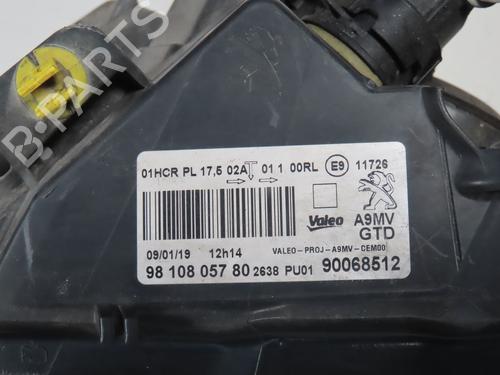 B-PARTS
01HCR PL 17,5 02A 01 1 00RL E9 11726
Valeo A9MV
GTD
09/01/19 12h14 VALEO-PROJ-A9MV-CEM00
98 108 057 80 2638 PU01 90068512